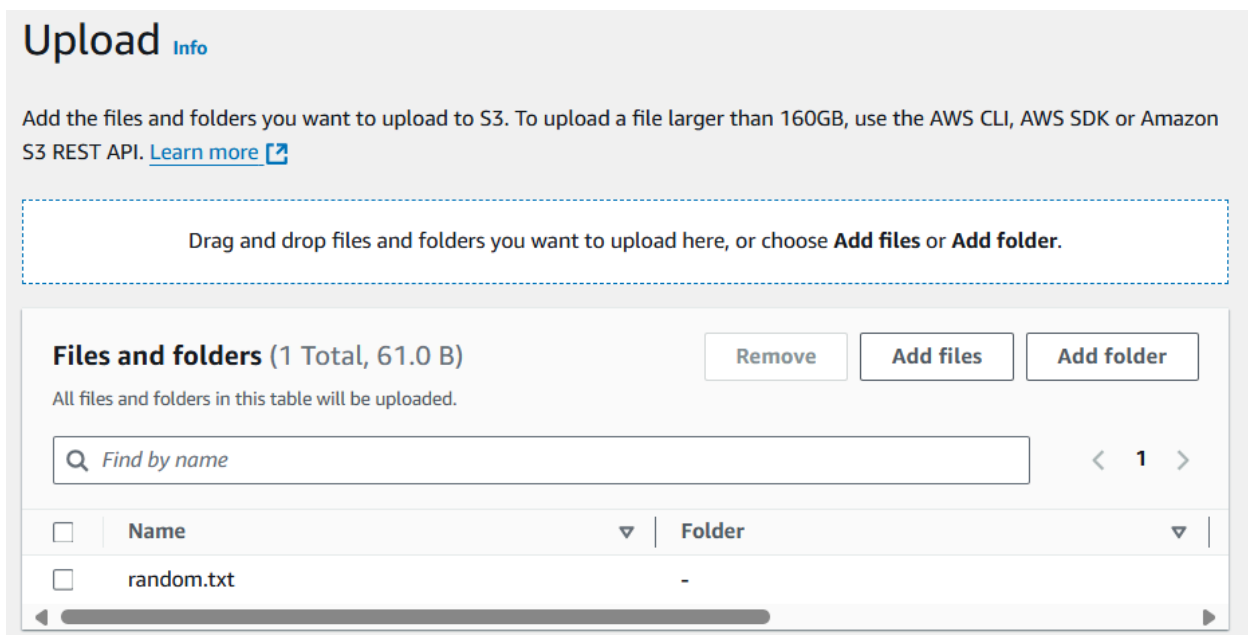 Upload Info
Add the files and folders you want to upload to S3. To upload a file larger than 160GB, use the AWS CLI, AWS SDK or Amazon
S3 REST API. Learn more
Drag and drop files and folders you want to upload here, or choose Add files or Add folder.
Files and folders (1 Total, 61.0 B)
Remove
Add files
Add folder
All files and folders in this table will be uploaded.
Find by name
1
Name
Folder
random.txt
-